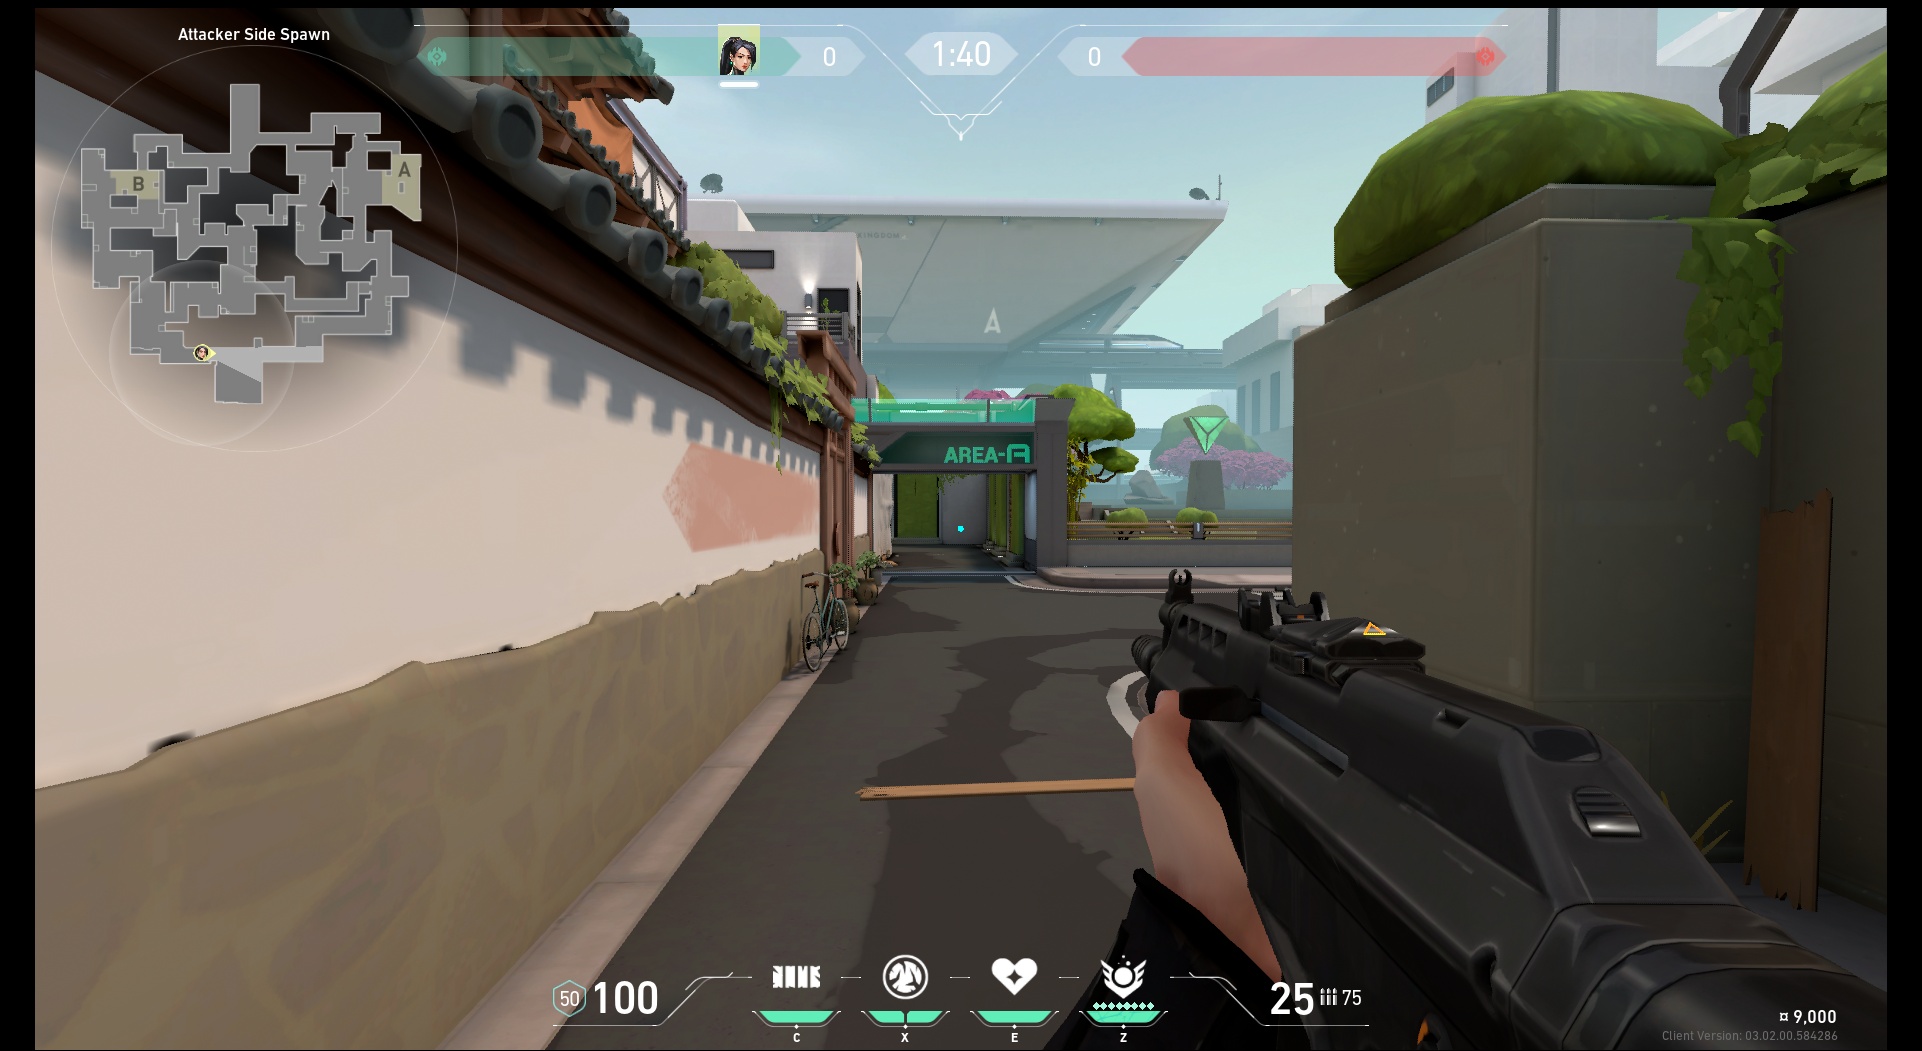 Attacker Side Spawn
0
1:40
0
B
A
KINGDOM
A
AREA-A
50
100
25
75
C
X
E
Z
¤ 9,000
Client Version: 03.02.00.584286